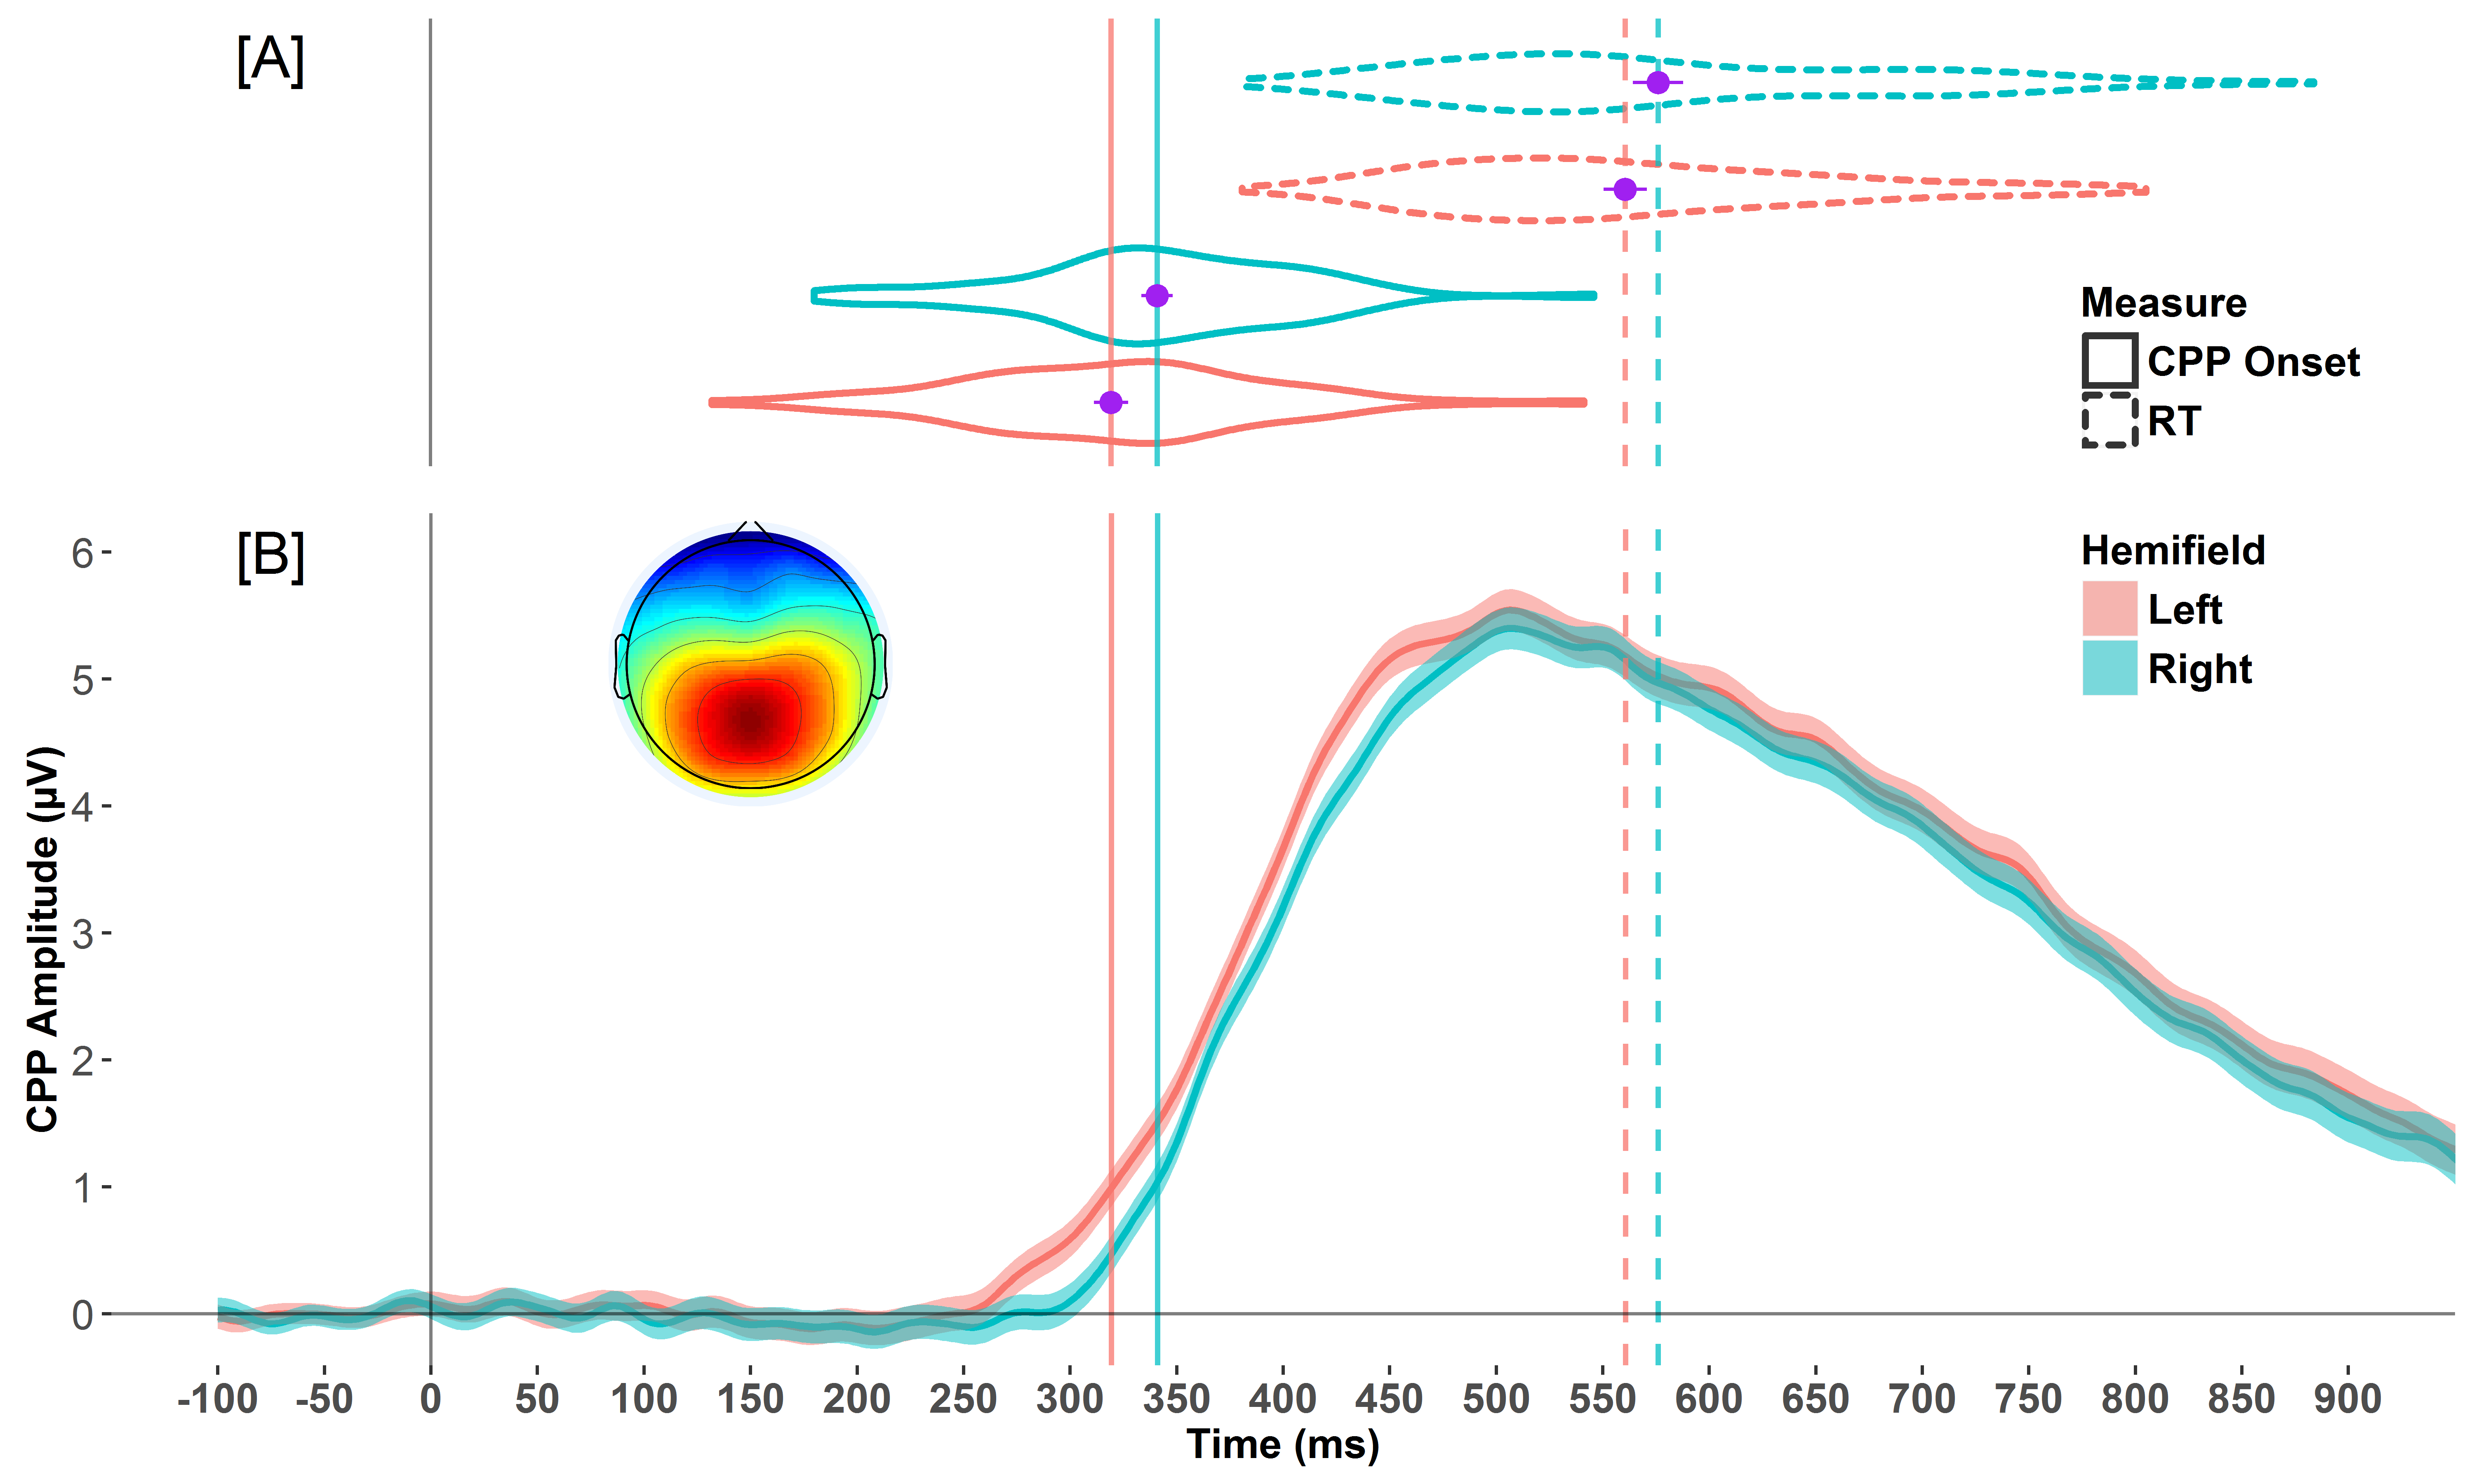 [A]
Measure
CPP Onset
RT
[B]
Hemifield
Left
Right
CPP Amplitude (µV)
6
5
4
3
2
1
0
-100 -50 0 50 100 150 200 250 300 350 400 450 500 550 600 650 700 750 800 850 900
Time (ms)